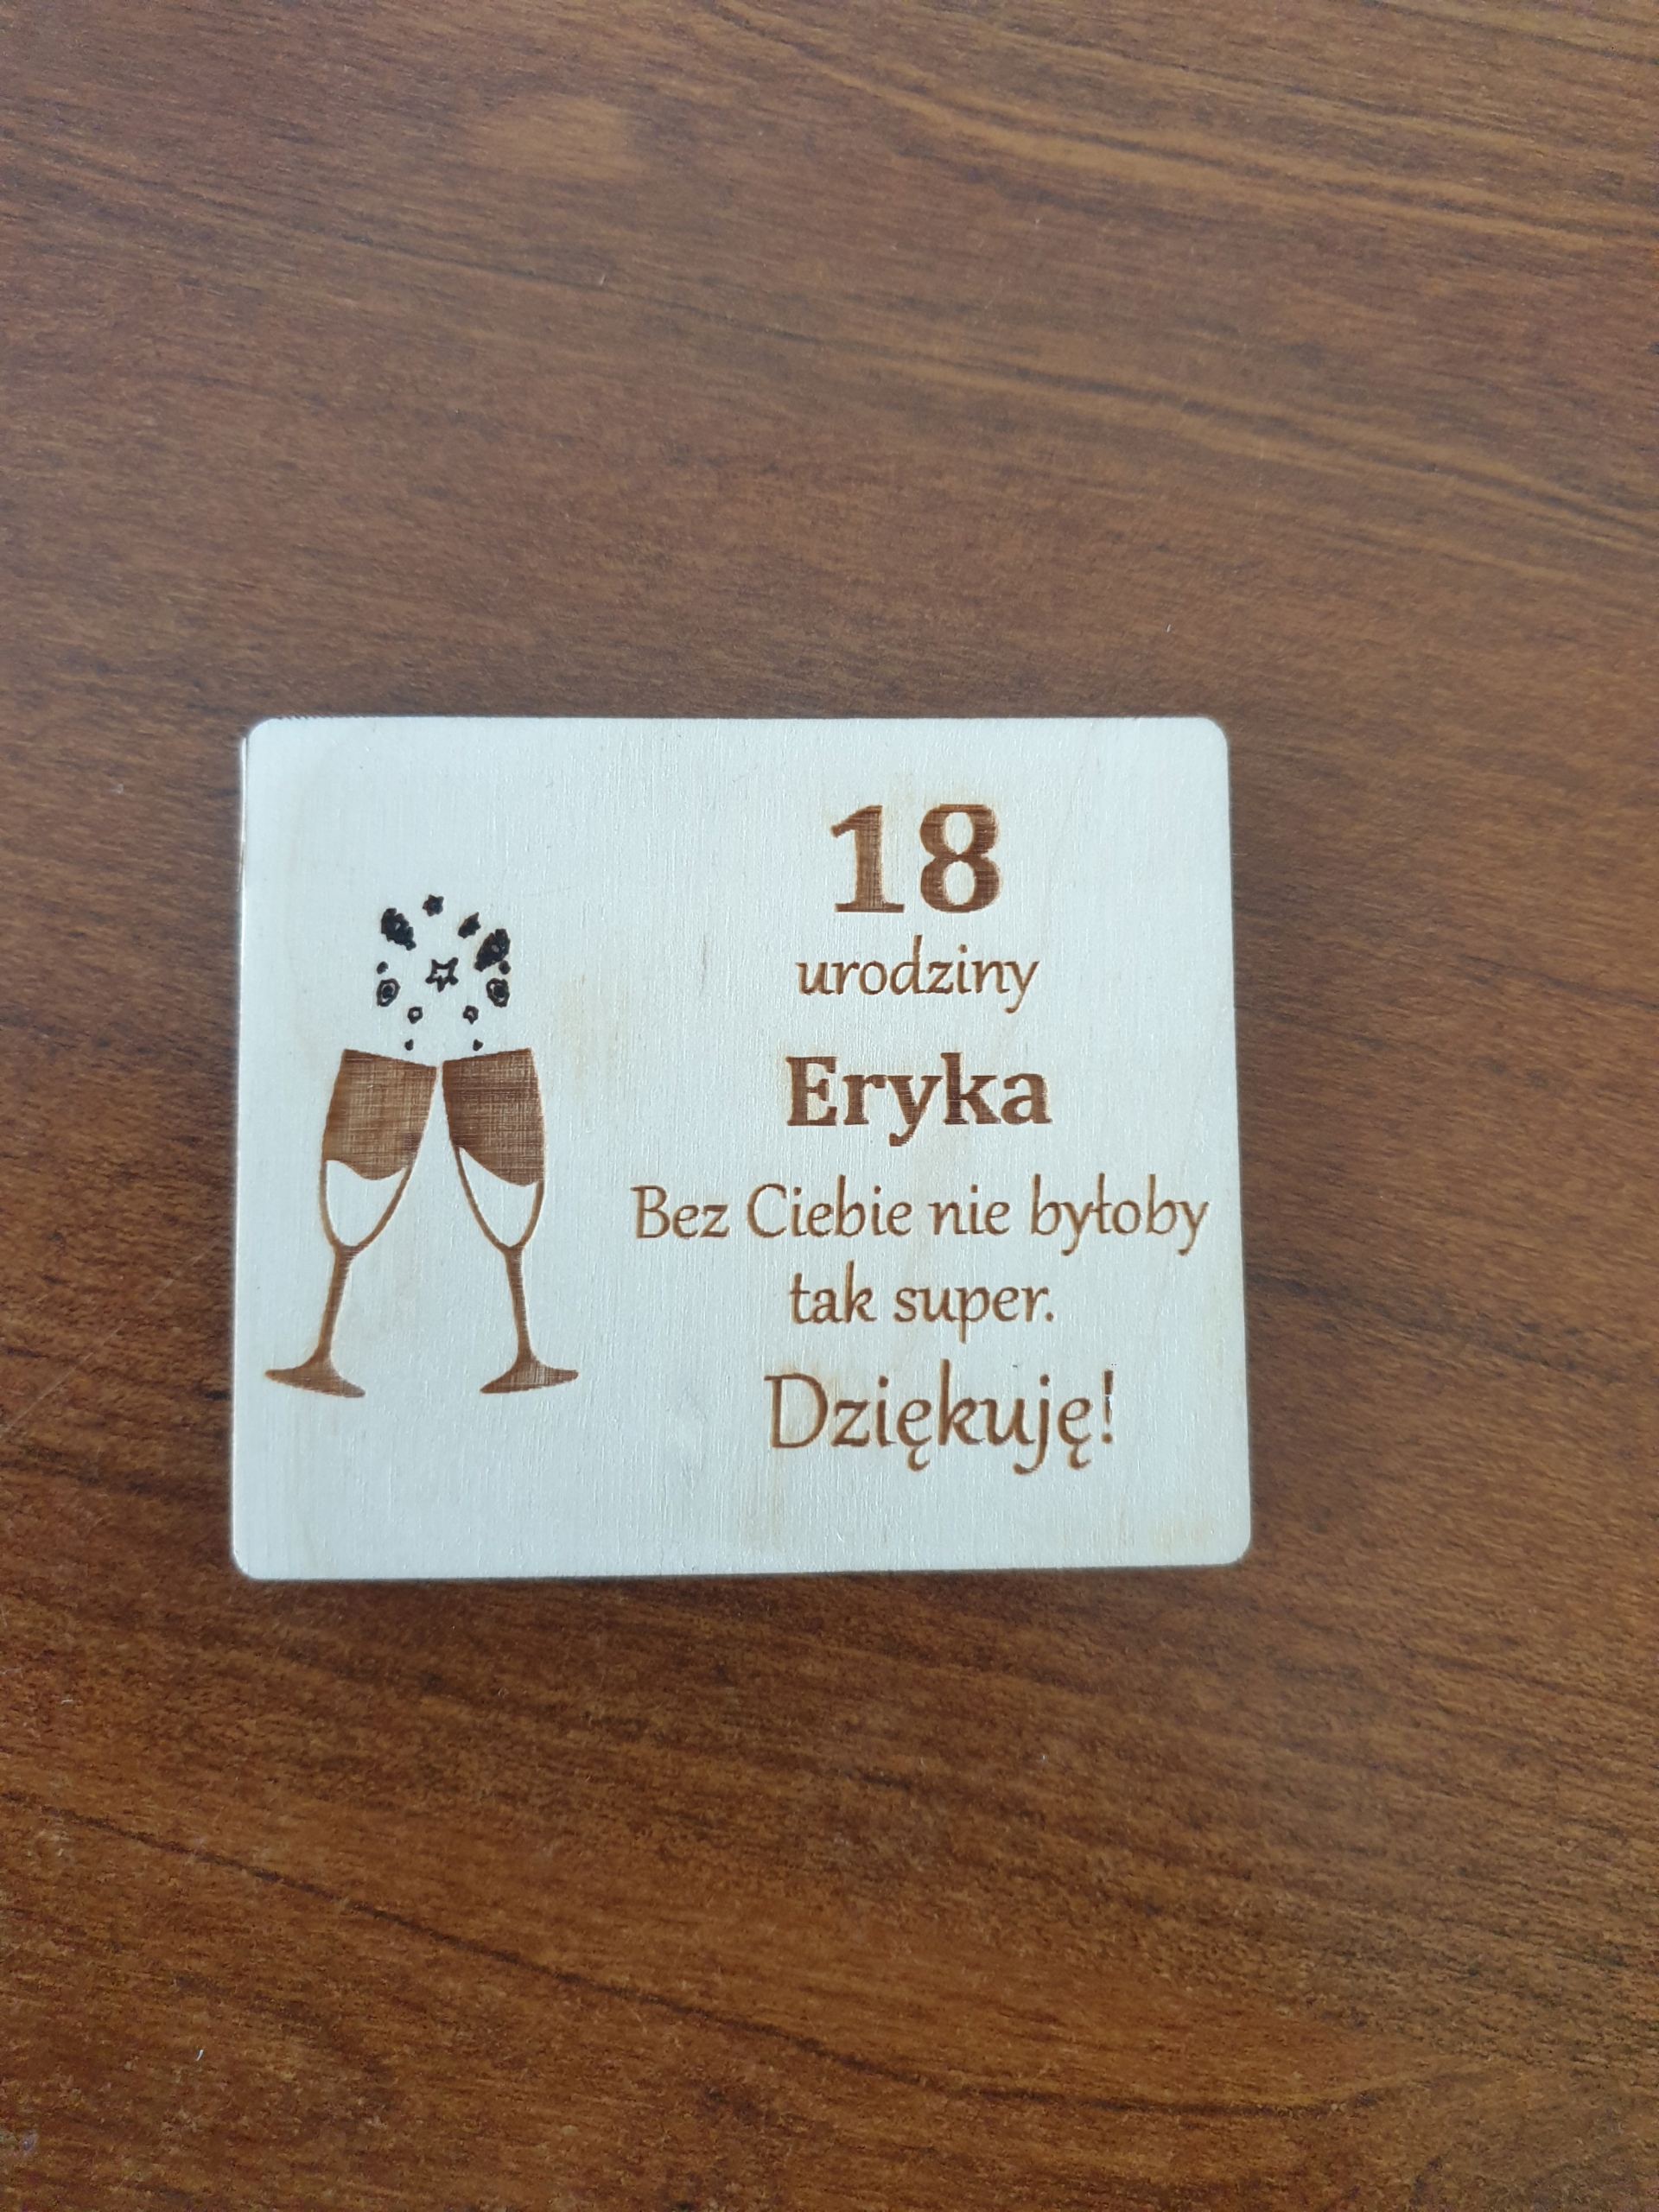 18
urodziny
Eryka
Bez Ciebie nie byłoby
tak super.
Dziękuję!